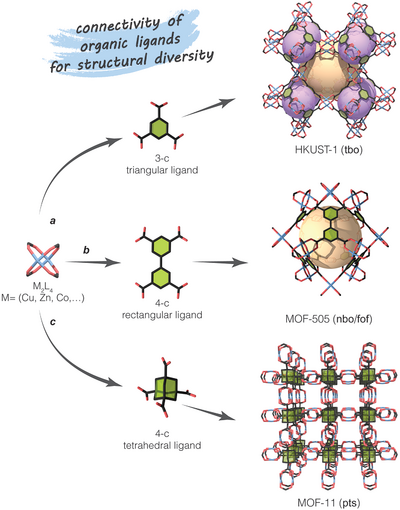 connectivity of
organic ligands
for structural diversity
3-c
triangular ligand
HKUST-1 (tbo)
a
b
M₂L₄
M= (Cu, Zn, Co,...)
4-c
rectangular ligand
MOF-505 (nbo/fof)
c
4-c
tetrahedral ligand
MOF-11 (pts)